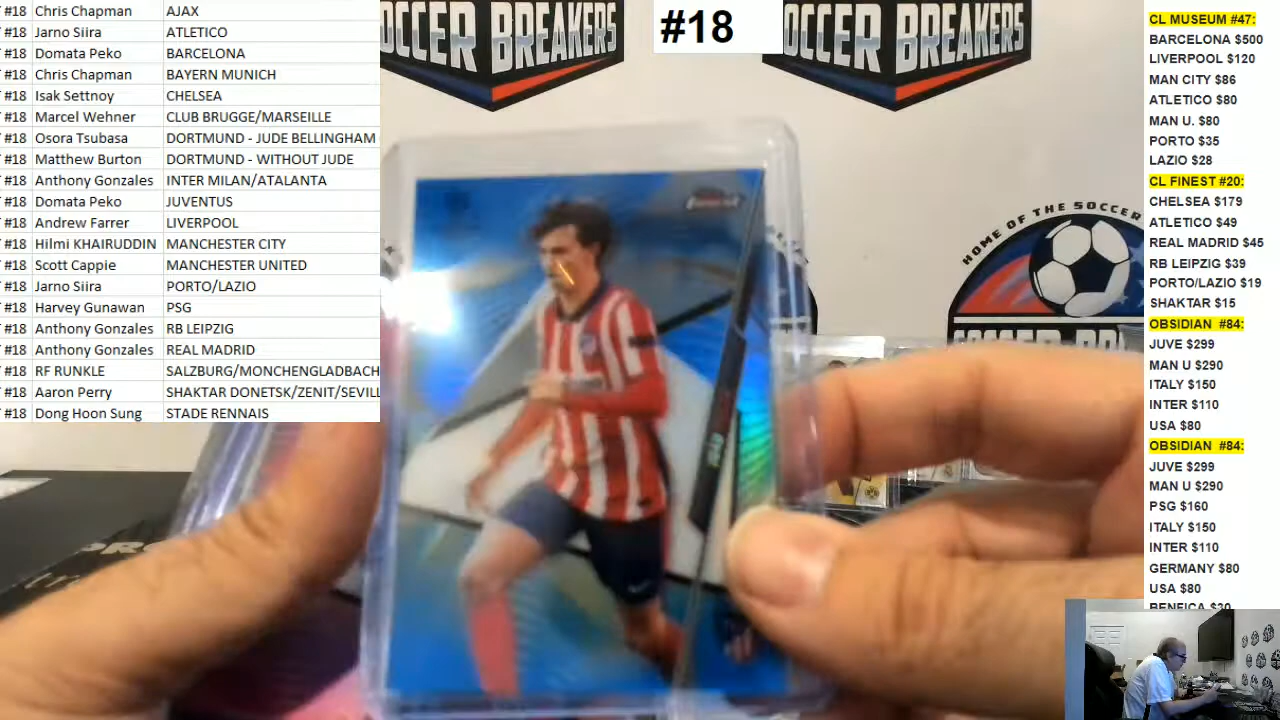 #18 Chris Chapman AJAX
#18 Jarno Siira ATLETICO
#18 Domata Peko BARCELONA
#18 Chris Chapman BAYERN MUNICH
#18 Isak Settnoy CHELSEA
#18 Marcel Wehner CLUB BRUGGE/MARSEILLE
#18 Osora Tsubasa DORTMUND - JUDE BELLINGHAM
#18 Matthew Burton DORTMUND - WITHOUT JUDE
#18 Anthony Gonzales INTER MILAN/ATALANTA
#18 Domata Peko JUVENTUS
#18 Andrew Farrer LIVERPOOL
#18 Hilmi KHAIRUDDIN MANCHESTER CITY
#18 Scott Cappie MANCHESTER UNITED
#18 Jarno Siira PORTO/LAZIO
#18 Harvey Gunawan PSG
#18 Anthony Gonzales RB LEIPZIG
#18 Anthony Gonzales REAL MADRID
#18 RF RUNKLE SALZBURG/MONCHENGLADBACH
#18 Aaron Perry SHAKTAR DONETSK/ZENIT/SEVILL
#18 Dong Hoon Sung STADE RENNAIS
OCCER BREAKERS
#18
OCCER BREAKERS
HOME OF THE SOCCER
CL MUSEUM #47:
BARCELONA $500
LIVERPOOL $120
MAN CITY $86
ATLETICO $80
MAN U. $80
PORTO $35
LAZIO $28
CL FINEST #20:
CHELSEA $179
ATLETICO $49
REAL MADRID $45
RB LEIPZIG $39
PORTO/LAZIO $19
SHAKTAR $15
OBSIDIAN #84:
JUVE $299
MAN U $290
ITALY $150
INTER $110
USA $80
OBSIDIAN #84:
JUVE $299
MAN U $290
PSG $160
ITALY $150
INTER $110
GERMANY $80
USA $80
BENFICA $30